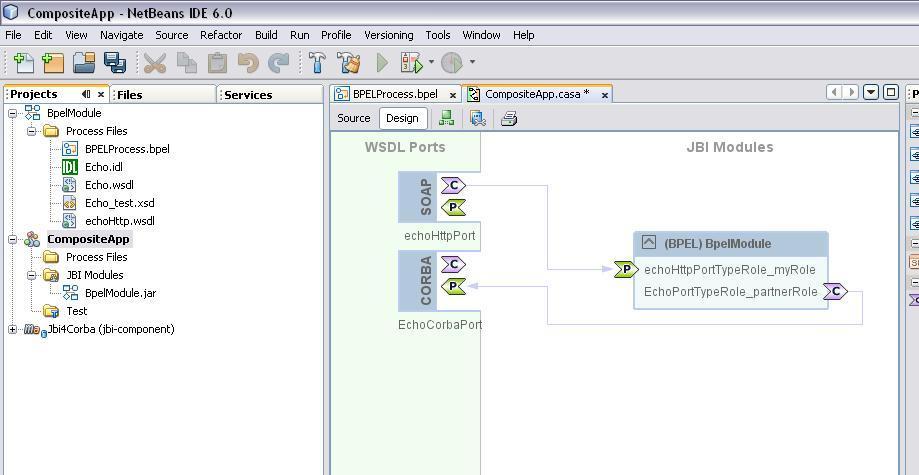 CompositeApp - NetBeans IDE 6.0
File Edit View Navigate Source Refactor Build Run Profile Versioning Tools Window Help
Projects Files Services
BpelModule
Process Files
BPELProcess.bpel
IDL Echo.idl
Echo.wsdl
Echo_test.xsd
echoHttp.wsdl
CompositeApp
Process Files
JBI Modules
BpelModule.jar
Test
Jbi4Corba (jbi-component)
BPELProcess.bpel x CompositeApp.casa * x
Source Design
WSDL Ports JBI Modules
SOAP C
P
echoHttpPort
CORBA C
P
EchoCorbaPort
(BPEL) BpelModule
P echoHttpPortTypeRole_myRole
EchoPortTypeRole_partnerRole C
P